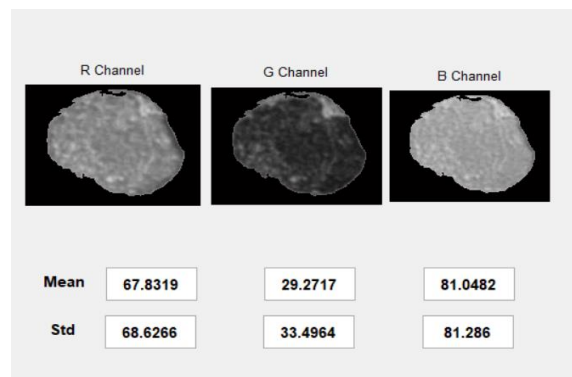 R Channel G Channel B Channel
Mean 67.8319 29.2717 81.0482
Std 68.6266 33.4964 81.286